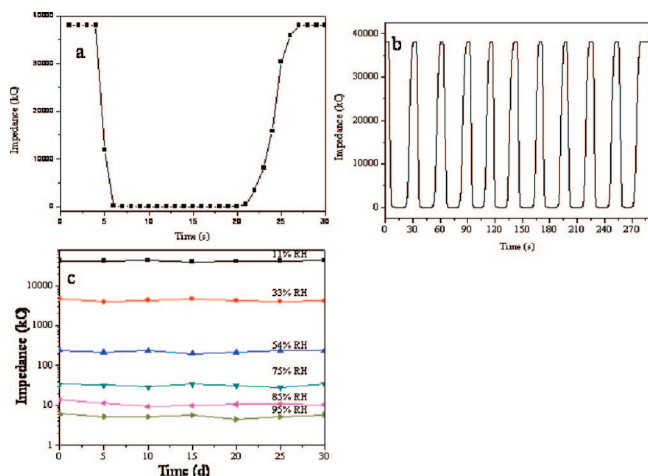 a
Impedance (kΩ)
40000
30000
20000
10000
0
0 5 10 15 20 25 30
Time (s)
b
Impedance (kΩ)
40000
30000
20000
10000
0
0 30 60 90 120 150 180 210 240 270
Time (s)
c
Impedance (kΩ)
10000
1000
100
10
1
11% RH
33% RH
54% RH
75% RH
85% RH
95% RH
0 5 10 15 20 25 30
Time (d)